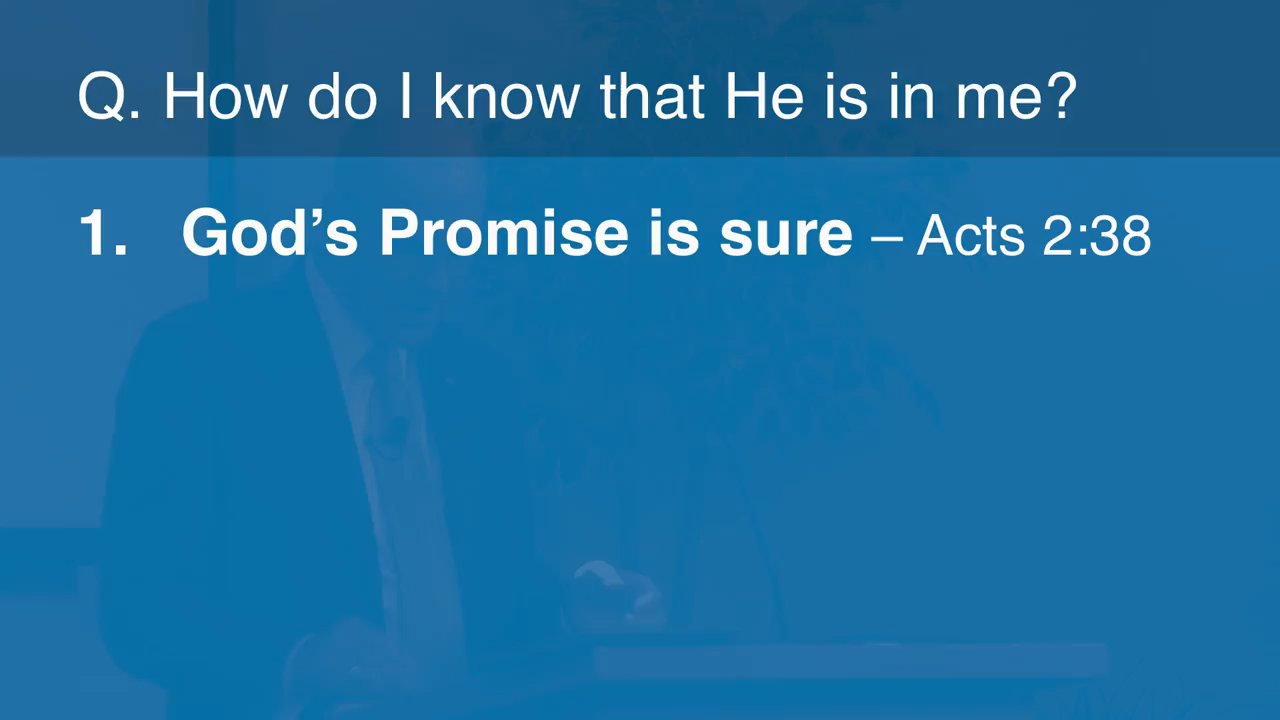 Q. How do I know that He is in me?
1. God’s Promise is sure – Acts 2:38